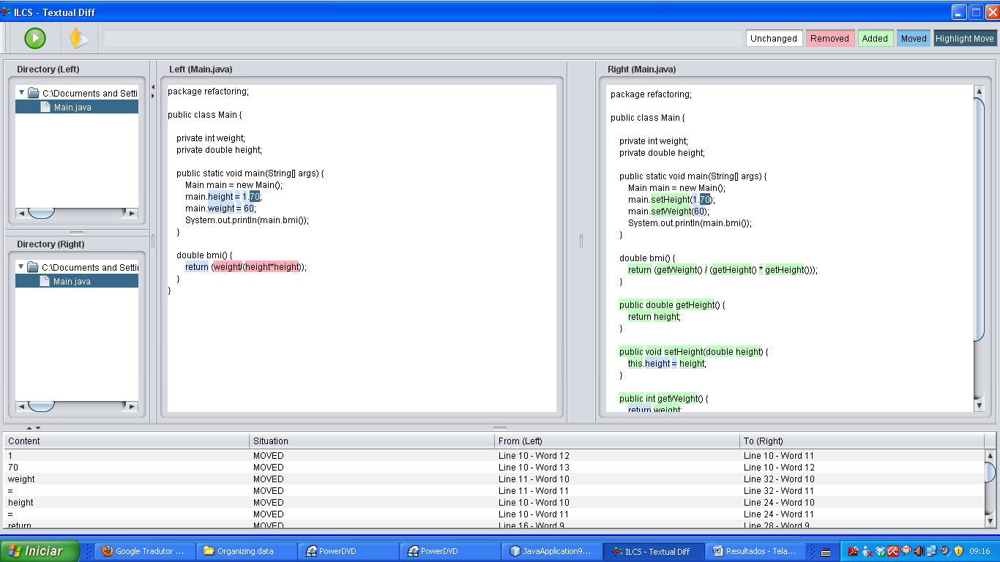 ILCS - Textual Diff
Unchanged
Removed
Added
Moved
Highlight Move
Directory (Left)
C:\Documents and Setti
Main.java
Directory (Right)
C:\Documents and Settin
Main.java
Left (Main.java)
package refactoring;
public class Main {
private int weight;
private double height;
public static void main(String[] args) {
Main main = new Main();
main.height = 1.70;
main.weight = 60;
System.out.println(main.bmi());
}
double bmi() {
return (weight/(height*height));
}
}
Right (Main.java)
package refactoring;
public class Main {
private int weight;
private double height;
public static void main(String[] args) {
Main main = new Main();
main.setHeight(1.70);
main.setWeight(60);
System.out.println(main.bmi());
}
double bmi() {
return (getWeight() / (getHeight() * getHeight()));
}
public double getHeight() {
return height;
}
public void setHeight(double height) {
this.height = height;
}
public int getWeight() {
return weight;
Content Situation From (Left) To (Right)
1 MOVED Line 10 - Word 12 Line 10 - Word 11
70 MOVED Line 10 - Word 13 Line 10 - Word 12
weight MOVED Line 11 - Word 10 Line 32 - Word 10
= MOVED Line 11 - Word 11 Line 32 - Word 11
height MOVED Line 10 - Word 10 Line 24 - Word 10
= MOVED Line 10 - Word 11 Line 24 - Word 11
return MOVED Line 16 - Word 9 Line 28 - Word 9
Iniciar
Google Tradutor ...
Organizing data
PowerDVD
PowerDVD
JavaApplication9...
ILCS - Textual Diff
Resultados - Tela...
09:16